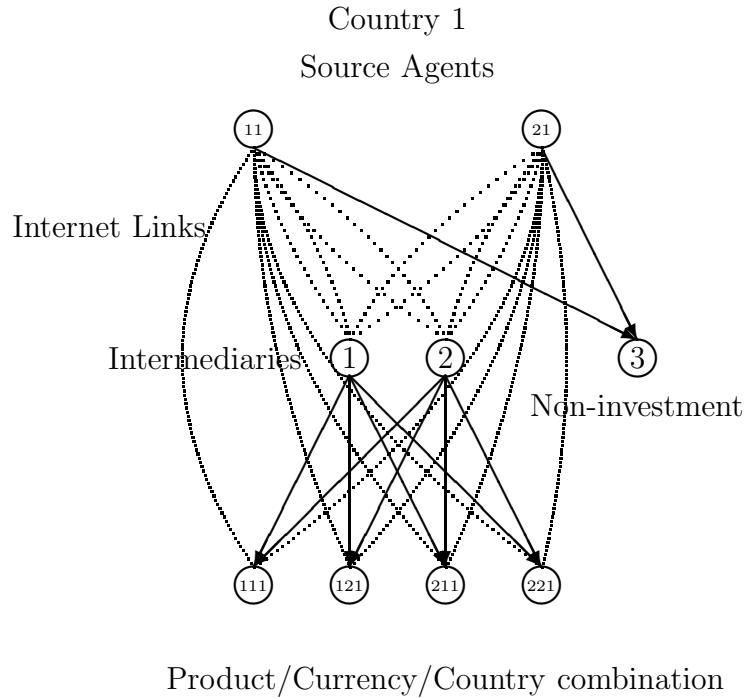 Country 1
Source Agents
11 21
Internet Links
Intermediaries 1 2 3
Non-investment
111 121 211 221
Product/Currency/Country combination